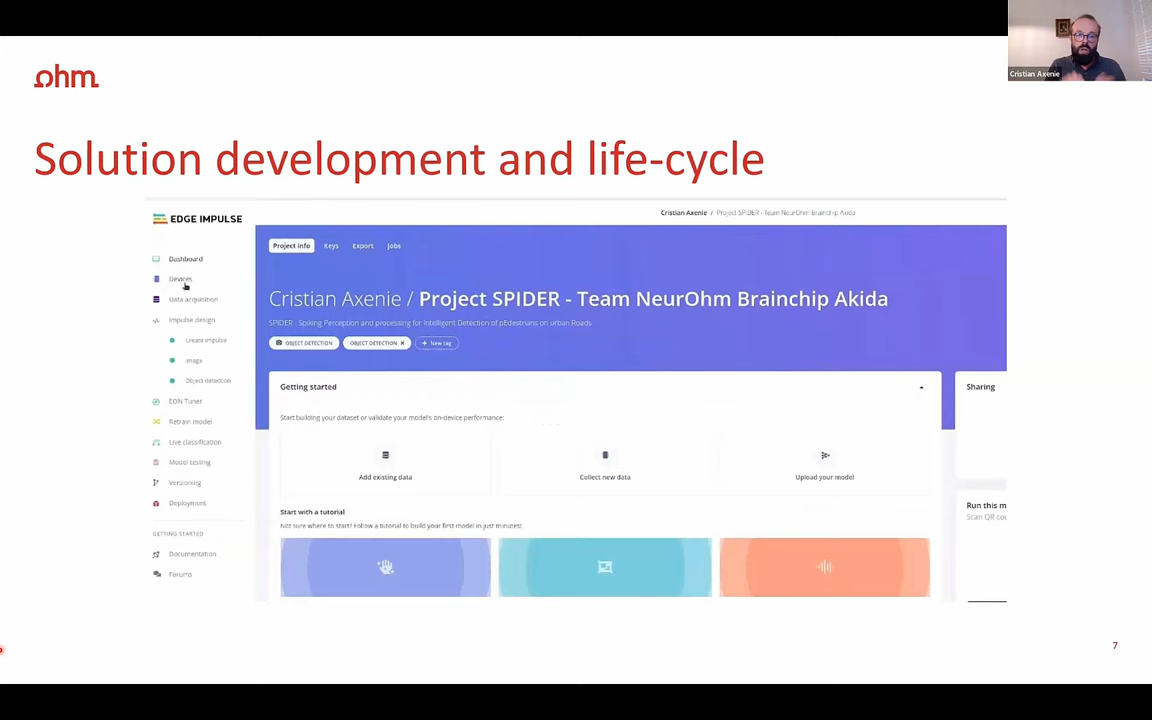 Cristian Axenie
ohm
Solution development and life-cycle
EDGE IMPULSE
Cristian Axenie / Project SPIDER - Team NeurOhm Brainchip Akida
Dashboard
Devices
Data acquisition
Impulse design
Create impulse
Image
Object detection
EON Tuner
Retrain model
Live classification
Model testing
Versioning
Deployment
GETTING STARTED
Documentation
Forums
Project info Keys Export Jobs
Cristian Axenie / Project SPIDER - Team NeurOhm Brainchip Akida
SPIDER - Spiking Perception and processing for Intelligent Detection of pEdestrians on urban Roads
OBJECT DETECTION OBJECT DETECTION × + New tag
Getting started
Start building your dataset or validate your model's on-device performance:
Add existing data Collect new data Upload your model
Start with a tutorial
Not sure where to start? Follow a tutorial to build your first model in just minutes!
Sharing
Run this m
Scan QR co
7